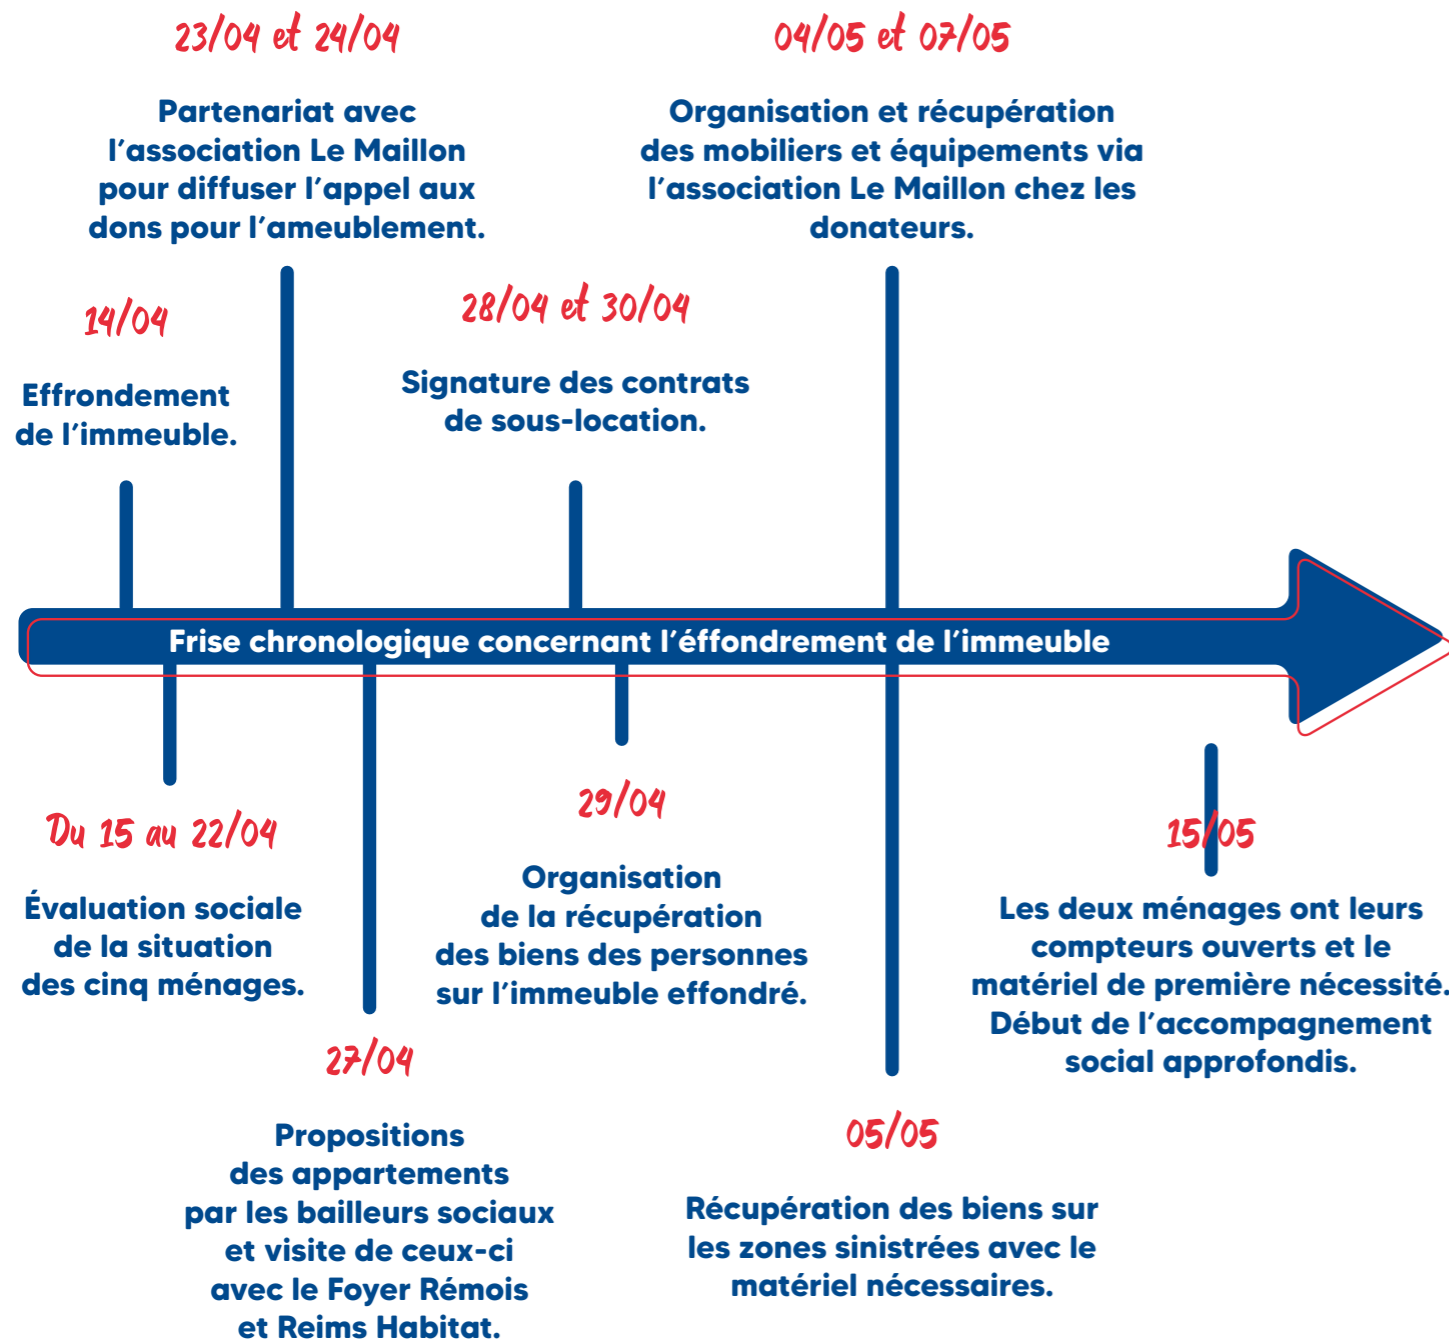 23/04 et 24/04
Partenariat avec
l'association Le Maillon
pour diffuser l'appel aux
dons pour l'ameublement.
04/05 et 07/05
Organisation et récupération
des mobiliers et équipements via
l'association Le Maillon chez les
donateurs.
14/04
Effrondement
de l'immeuble.
28/04 et 30/04
Signature des contrats
de sous-location.
Frise chronologique concernant l'éffondrement de l'immeuble
Du 15 au 22/04
Évaluation sociale
de la situation
des cinq ménages.
29/04
Organisation
de la récupération
des biens des personnes
sur l'immeuble effondré.
15/05
Les deux ménages ont leurs
compteurs ouverts et le
matériel de première nécessité.
Début de l'accompagnement
social approfondis.
27/04
Propositions
des appartements
par les bailleurs sociaux
et visite de ceux-ci
avec le Foyer Rémois
et Reims Habitat.
05/05
Récupération des biens sur
les zones sinistrées avec le
matériel nécessaires.